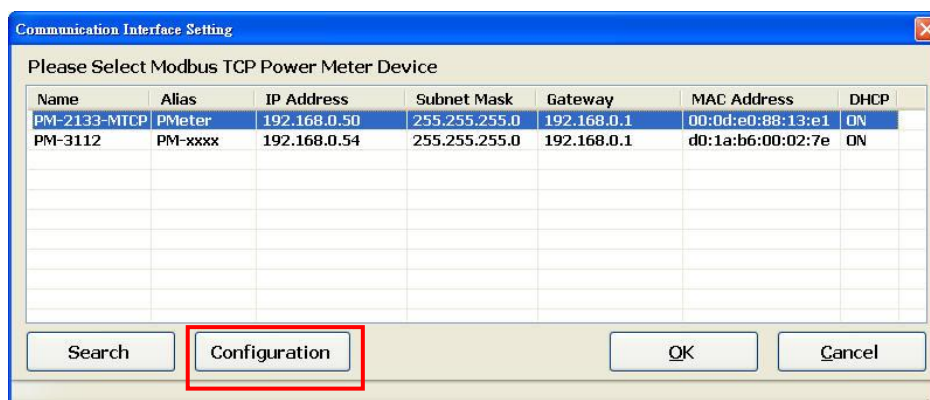 Communication Interface Setting
Please Select Modbus TCP Power Meter Device
Name Alias IP Address Subnet Mask Gateway MAC Address DHCP
PM-2133-MTCP PMeter 192.168.0.50 255.255.255.0 192.168.0.1 00:0d:e0:88:13:e1 ON
PM-3112 PM-xxxx 192.168.0.54 255.255.255.0 192.168.0.1 d0:1a:b6:00:02:7e ON
Search Configuration OK Cancel